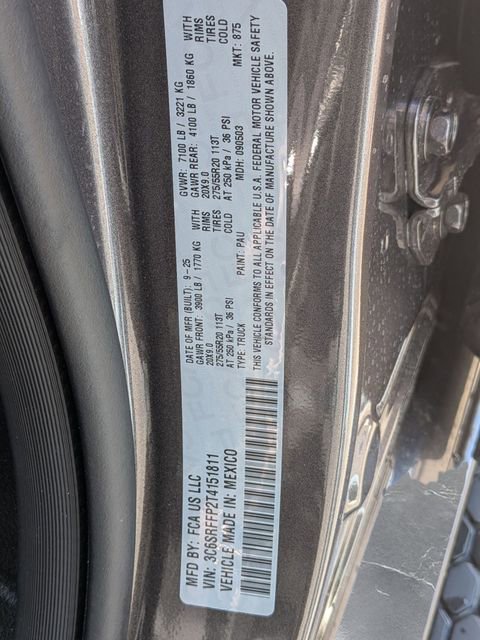 MFD BY: FCA US LLC
DATE OF MFR (BUILT): 9-25
GVWR: 7100 LB / 3221 KG
GAWR FRONT: 3900 LB / 1770 KG WITH
20X9.0 RIMS
275/55R20 113T TIRES
AT 250 kPa / 36 PSI COLD
GAWR REAR: 4100 LB / 1860 KG WITH
20X9.0 RIMS
275/55R20 113T TIRES
AT 250 kPa / 36 PSI COLD
VIN: 3C6SRFFP2T4151811
TYPE: TRUCK PAINT: PAU MDH: 090503 MKT: 875
VEHICLE MADE IN: MEXICO
THIS VEHICLE CONFORMS TO ALL APPLICABLE U.S.A. FEDERAL MOTOR VEHICLE SAFETY
STANDARDS IN EFFECT ON THE DATE OF MANUFACTURE SHOWN ABOVE.